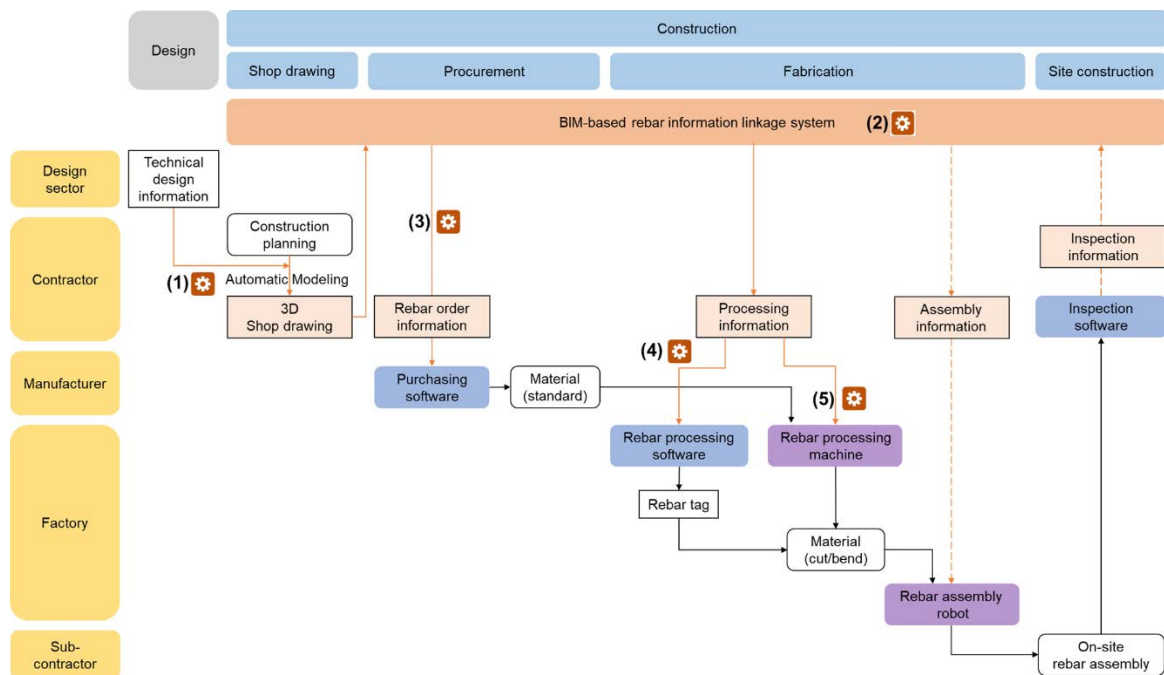 Construction
Design
Shop drawing
Procurement
Fabrication
Site construction
BIM-based rebar information linkage system
(2)
Design
sector
Technical
design
information
(3)
Contractor
Construction
planning
(1)
Automatic Modeling
3D
Shop drawing
Rebar order
information
Processing
information
Assembly
information
Inspection
information
Inspection
software
(4)
Manufacturer
Purchasing
software
Material
(standard)
(5)
Factory
Rebar processing
software
Rebar processing
machine
Rebar tag
Material
(cut/bend)
Rebar assembly
robot
Sub-
contractor
On-site
rebar assembly